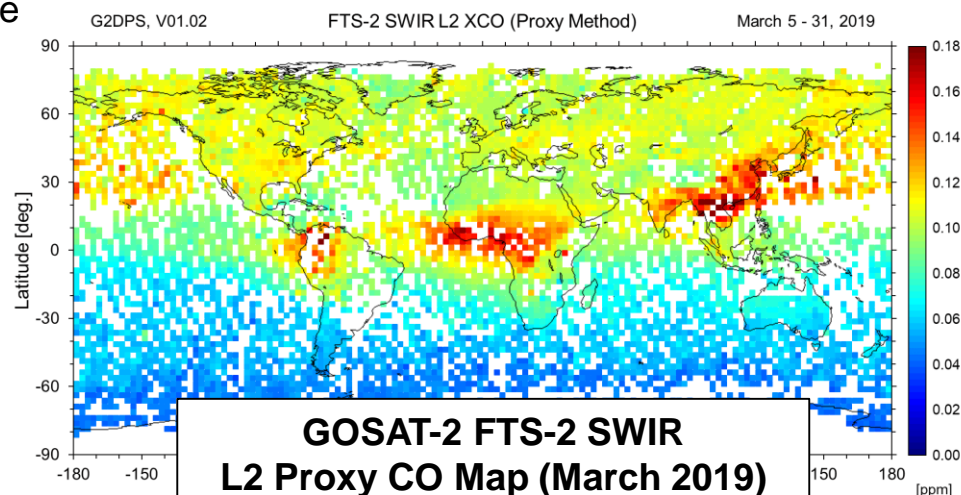 e
G2DPS, V01.02 FTS-2 SWIR L2 XCO (Proxy Method) March 5 - 31, 2019
90
60
30
0
-30
-60
-90
Latitude [deg.]
-180 -150 150 180
0.18
0.16
0.14
0.12
0.10
0.08
0.06
0.04
0.02
0.00
[ppm]
GOSAT-2 FTS-2 SWIR
L2 Proxy CO Map (March 2019)